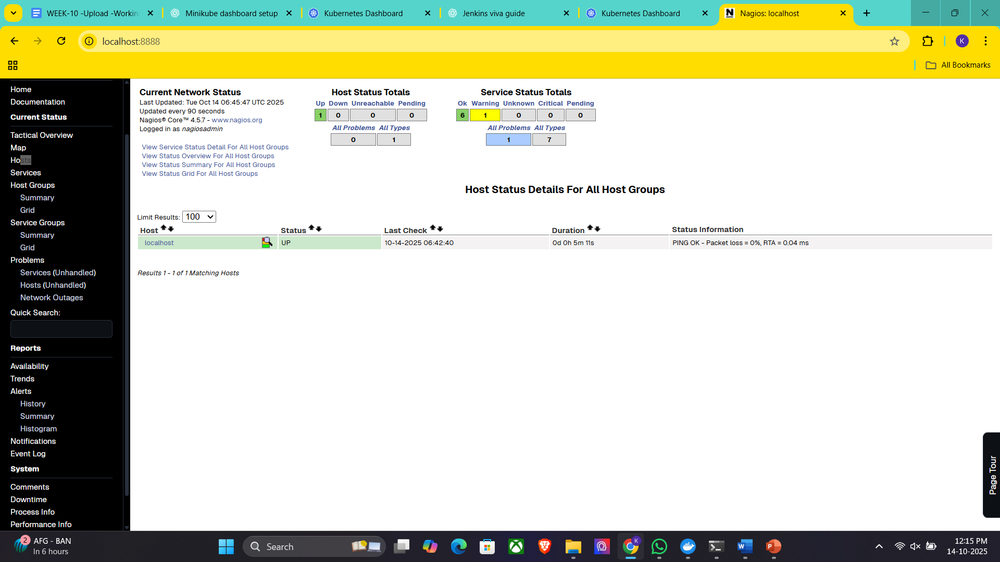 WEEK-10 -Upload -Workin
Minikube dashboard setup
Kubernetes Dashboard
Jenkins viva guide
Kubernetes Dashboard
Nagios: localhost
localhost:8888
K
All Bookmarks
Home
Documentation
Current Status
Tactical Overview
Map
Hosts
Services
Host Groups
Summary
Grid
Service Groups
Summary
Grid
Problems
Services (Unhandled)
Hosts (Unhandled)
Network Outages
Quick Search:
Reports
Availability
Trends
Alerts
History
Summary
Histogram
Notifications
Event Log
System
Comments
Downtime
Process Info
Performance Info
Current Network Status
Last Updated: Tue Oct 14 06:45:47 UTC 2025
Updated every 90 seconds
Nagios® Core™ 4.5.7 - www.nagios.org
Logged in as nagiosadmin
View Service Status Detail For All Host Groups
View Status Overview For All Host Groups
View Status Summary For All Host Groups
View Status Grid For All Host Groups
Host Status Totals
Up Down Unreachable Pending
1 0 0 0
All Problems All Types
0 1
Service Status Totals
Ok Warning Unknown Critical Pending
6 1 0 0 0
All Problems All Types
1 7
Host Status Details For All Host Groups
Limit Results: 100
Host Status Last Check Duration Status Information
localhost UP 10-14-2025 06:42:40 0d 0h 5m 11s PING OK - Packet loss = 0%, RTA = 0.04 ms
Results 1 - 1 of 1 Matching Hosts
Page Tour
2
AFG - BAN
In 6 hours
Search
K
12:15 PM
14-10-2025